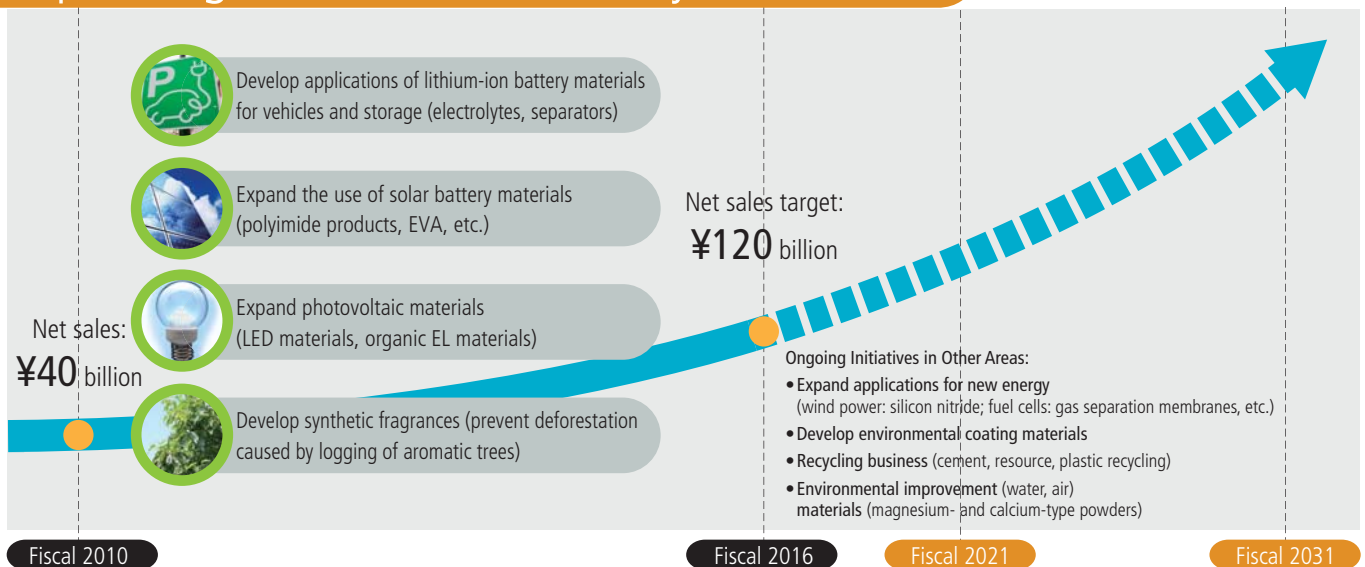 Develop applications of lithium-ion battery materials
for vehicles and storage (electrolytes, separators)
Expand the use of solar battery materials
(polyimide products, EVA, etc.)
Expand photovoltaic materials
(LED materials, organic EL materials)
Develop synthetic fragrances (prevent deforestation
caused by logging of aromatic trees)
Net sales:
¥40 billion
Net sales target:
¥120 billion
Ongoing Initiatives in Other Areas:
• Expand applications for new energy
(wind power: silicon nitride; fuel cells: gas separation membranes, etc.)
• Develop environmental coating materials
• Recycling business (cement, resource, plastic recycling)
• Environmental improvement (water, air)
materials (magnesium- and calcium-type powders)
Fiscal 2010
Fiscal 2016
Fiscal 2021
Fiscal 2031
P